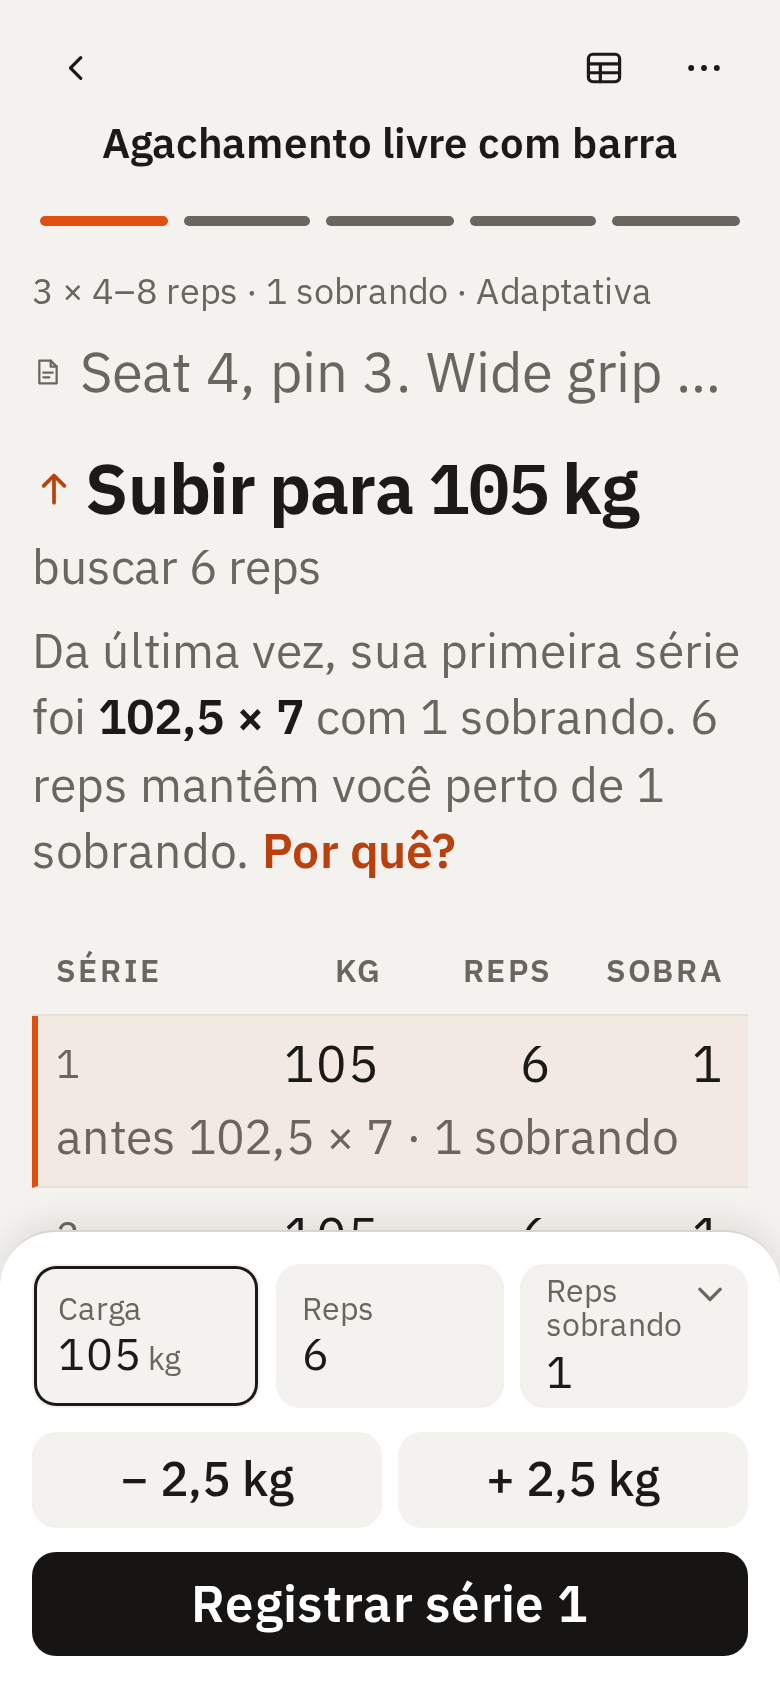 Agachamento livre com barra
3 × 4–8 reps · 1 sobrando · Adaptativa
Seat 4, pin 3. Wide grip ...
↑ Subir para 105 kg
buscar 6 reps
Da última vez, sua primeira série
foi 102,5 × 7 com 1 sobrando. 6
reps mantêm você perto de 1
sobrando. Por quê?
SÉRIE KG REPS SOBRA
1 105 6 1
antes 102,5 × 7 · 1 sobrando
105 6 1
Carga
105 kg
Reps
6
Reps
sobrando
1
− 2,5 kg
+ 2,5 kg
Registrar série 1